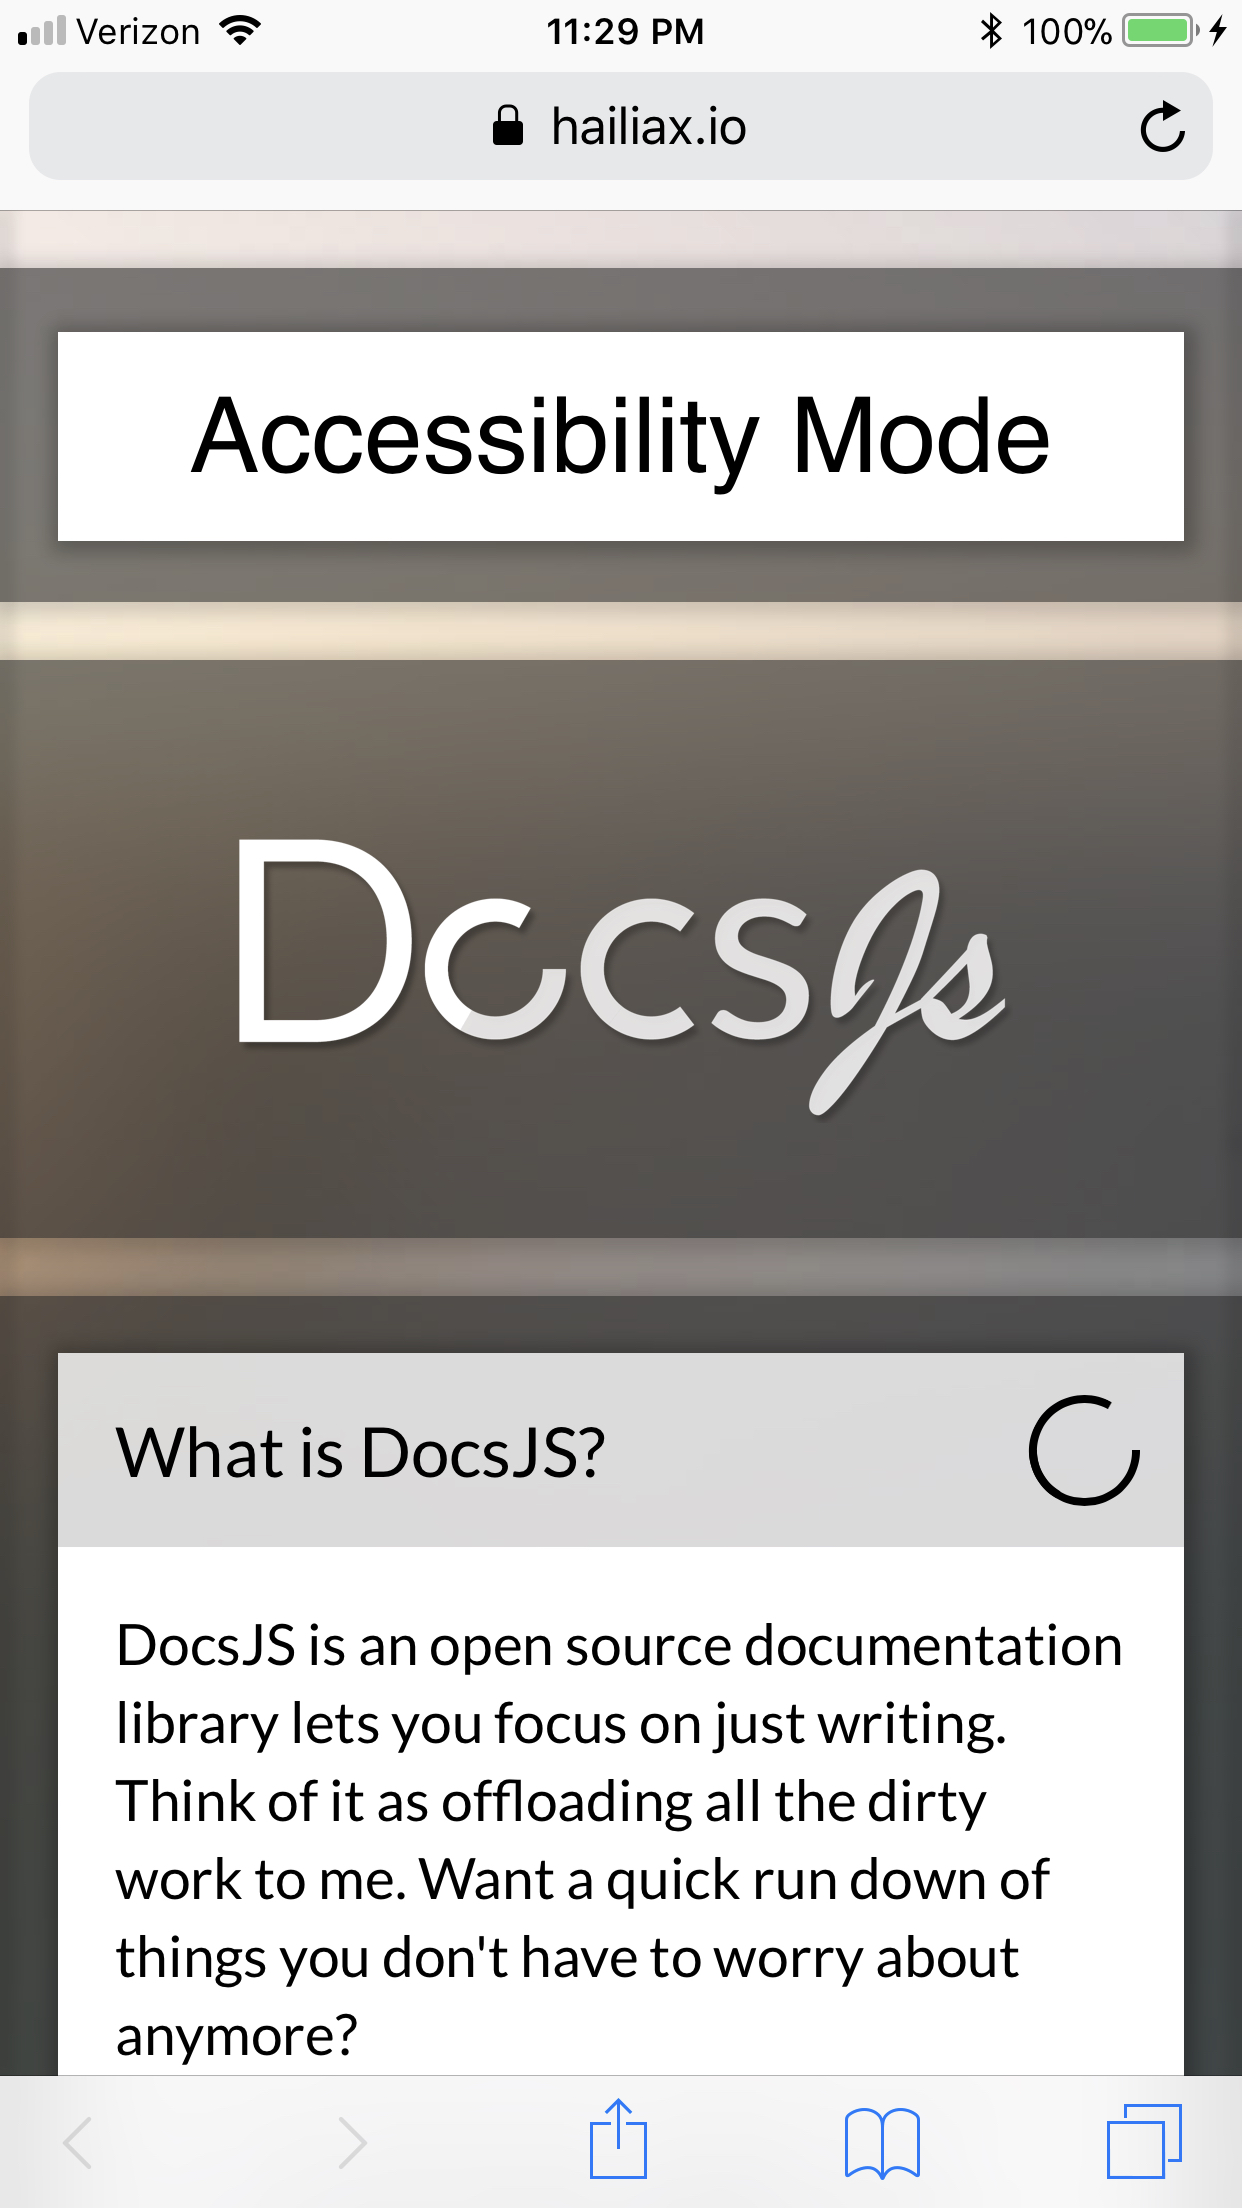 Verizon 11:29 PM 100%
hailiax.io
Accessibility Mode
DocsJs
What is DocsJS?
DocsJS is an open source documentation
library lets you focus on just writing.
Think of it as offloading all the dirty
work to me. Want a quick run down of
things you don't have to worry about
anymore?